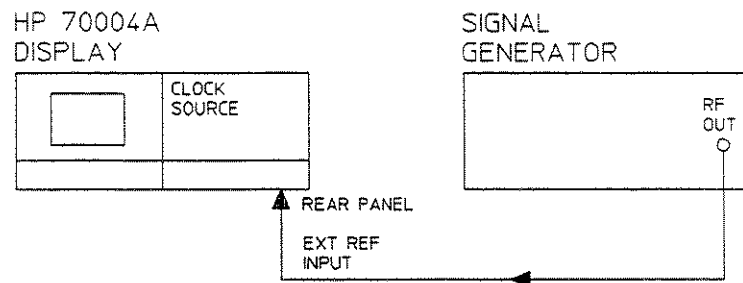 HP 70004A
DISPLAY
SIGNAL
GENERATOR
CLOCK
SOURCE
RF
OUT
REAR PANEL
EXT REF
INPUT